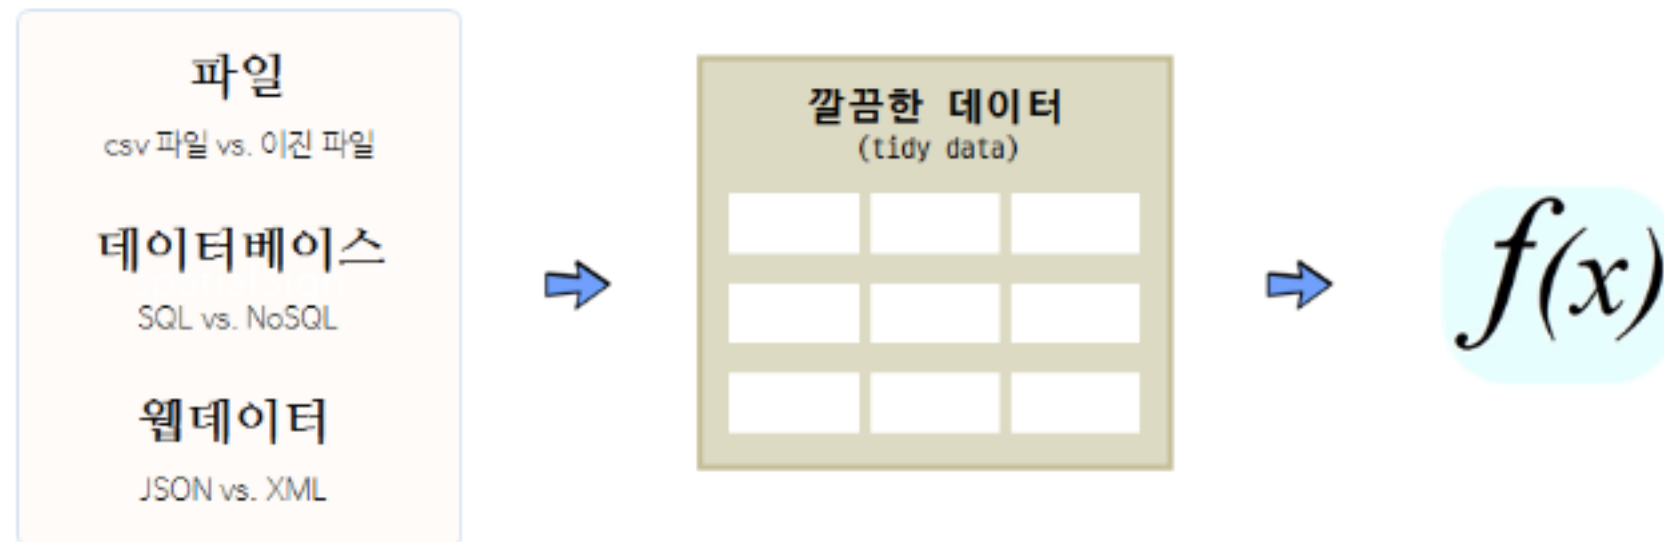 파일
csv 파일 vs. 이진 파일
데이터베이스
SQL vs. NoSQL
웹데이터
JSON vs. XML
깔끔한 데이터
(tidy data)
f(x)